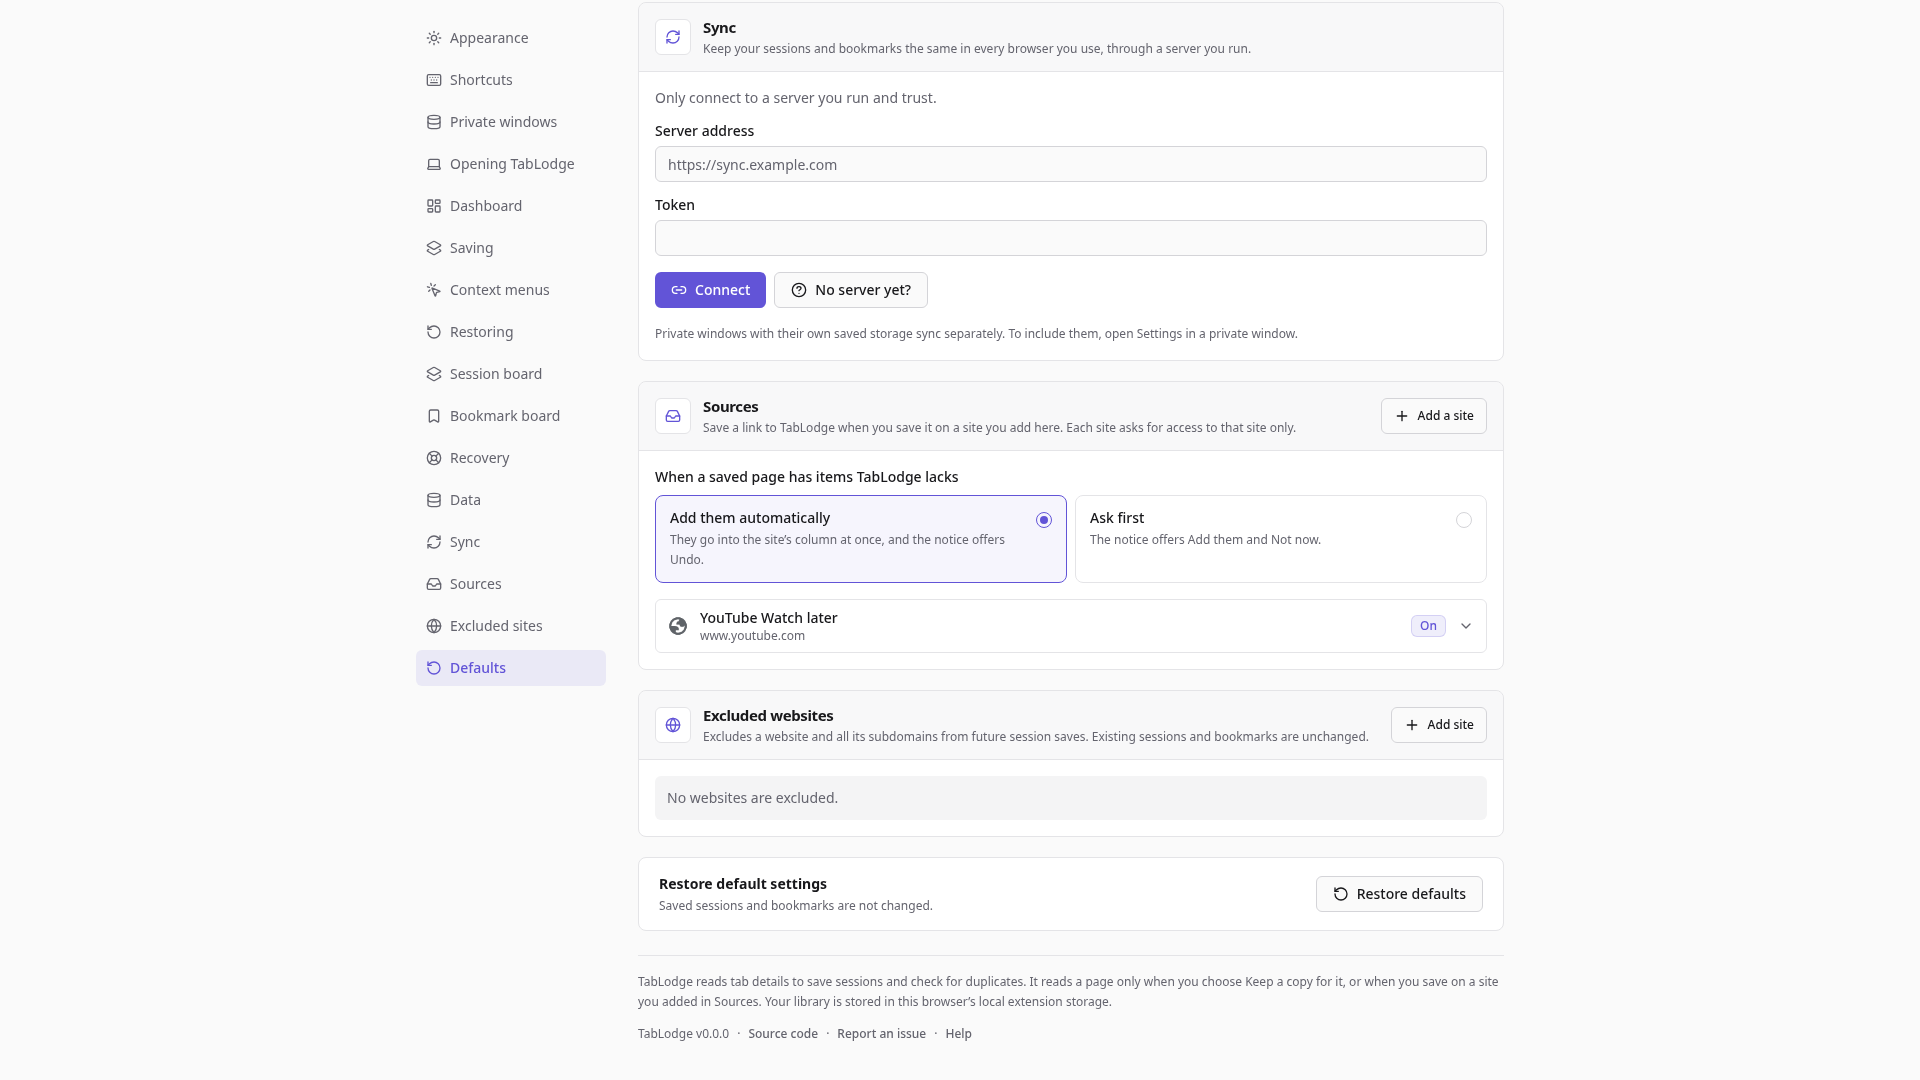 Appearance
Shortcuts
Private windows
Opening TabLodge
Dashboard
Saving
Context menus
Restoring
Session board
Bookmark board
Recovery
Data
Sync
Sources
Excluded sites
Defaults
Sync
Keep your sessions and bookmarks the same in every browser you use, through a server you run.
Only connect to a server you run and trust.
Server address
https://sync.example.com
Token
Connect
No server yet?
Private windows with their own saved storage sync separately. To include them, open Settings in a private window.
Sources
Save a link to TabLodge when you save it on a site you add here. Each site asks for access to that site only.
Add a site
When a saved page has items TabLodge lacks
Add them automatically
They go into the site’s column at once, and the notice offers
Undo.
Ask first
The notice offers Add them and Not now.
YouTube Watch later
www.youtube.com
On
Excluded websites
Excludes a website and all its subdomains from future session saves. Existing sessions and bookmarks are unchanged.
Add site
No websites are excluded.
Restore default settings
Saved sessions and bookmarks are not changed.
Restore defaults
TabLodge reads tab details to save sessions and check for duplicates. It reads a page only when you choose Keep a copy for it, or when you save on a site
you added in Sources. Your library is stored in this browser’s local extension storage.
TabLodge v0.0.0 · Source code · Report an issue · Help